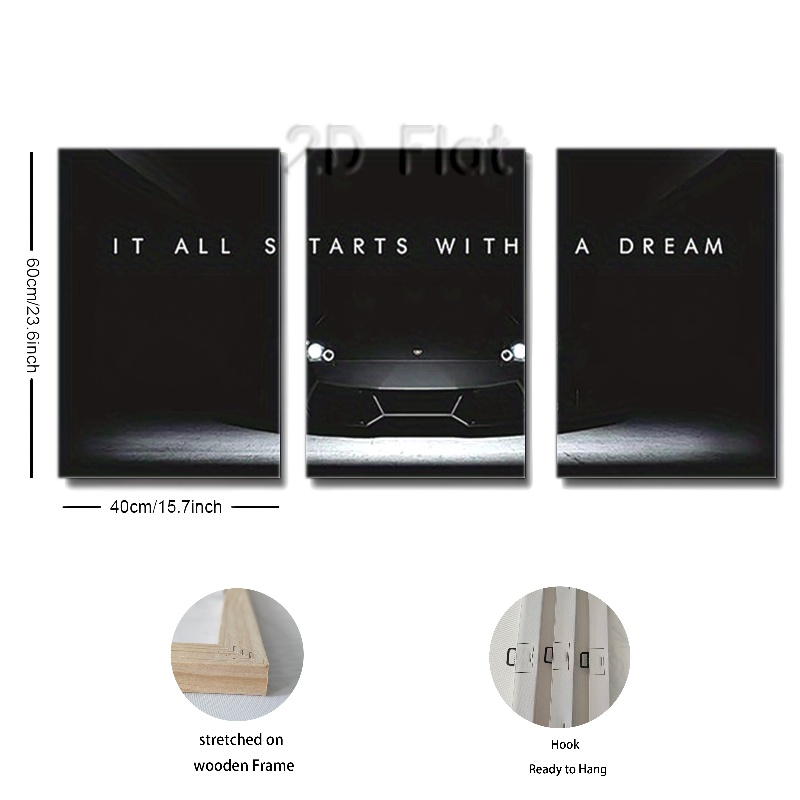 2D Flat
IT ALL STARTS WITH A DREAM
60cm/23.6inch
40cm/15.7inch
stretched on
wooden Frame
Hook
Ready to Hang